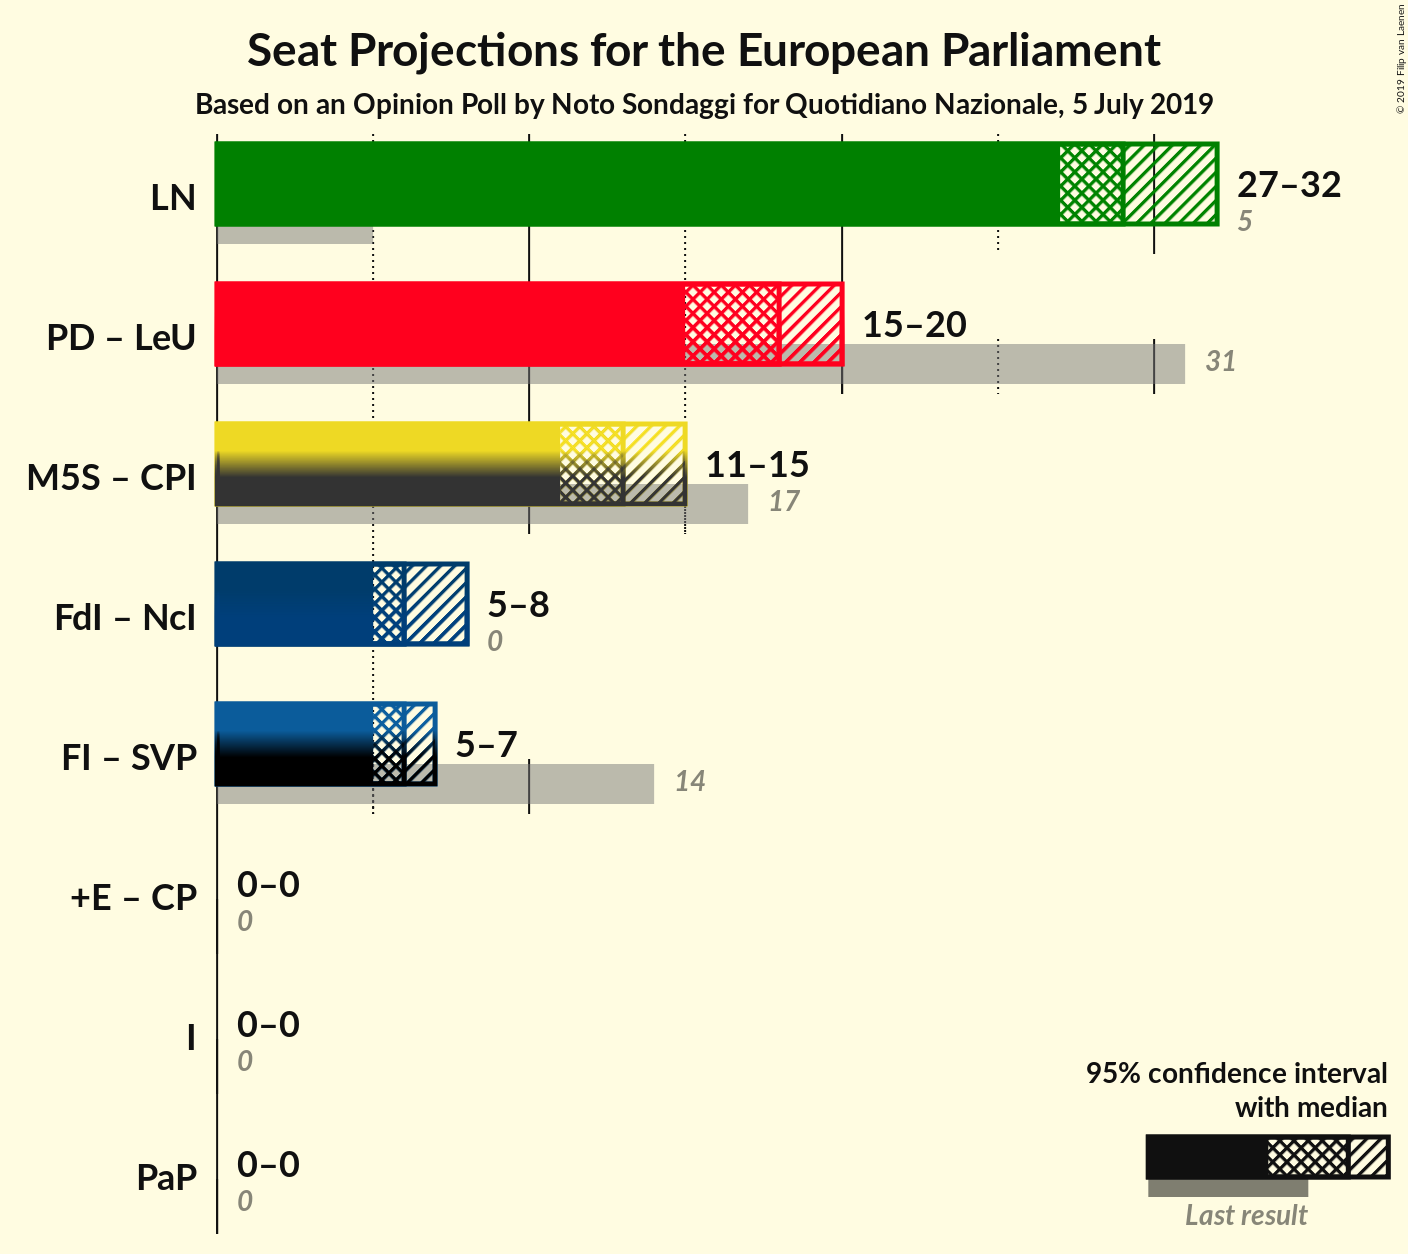 Seat Projections for the European Parliament
Based on an Opinion Poll by Noto Sondaggi for Quotidiano Nazionale, 5 July 2019
© 2019 Filip van Laenen
LN
27–32
5
PD – LeU
15–20
31
M5S – CPI
11–15
17
FdI – NcI
5–8
0
FI – SVP
5–7
14
+E – CP
0–0
0
I
0–0
0
PaP
0–0
0
95% confidence interval
with median
Last result